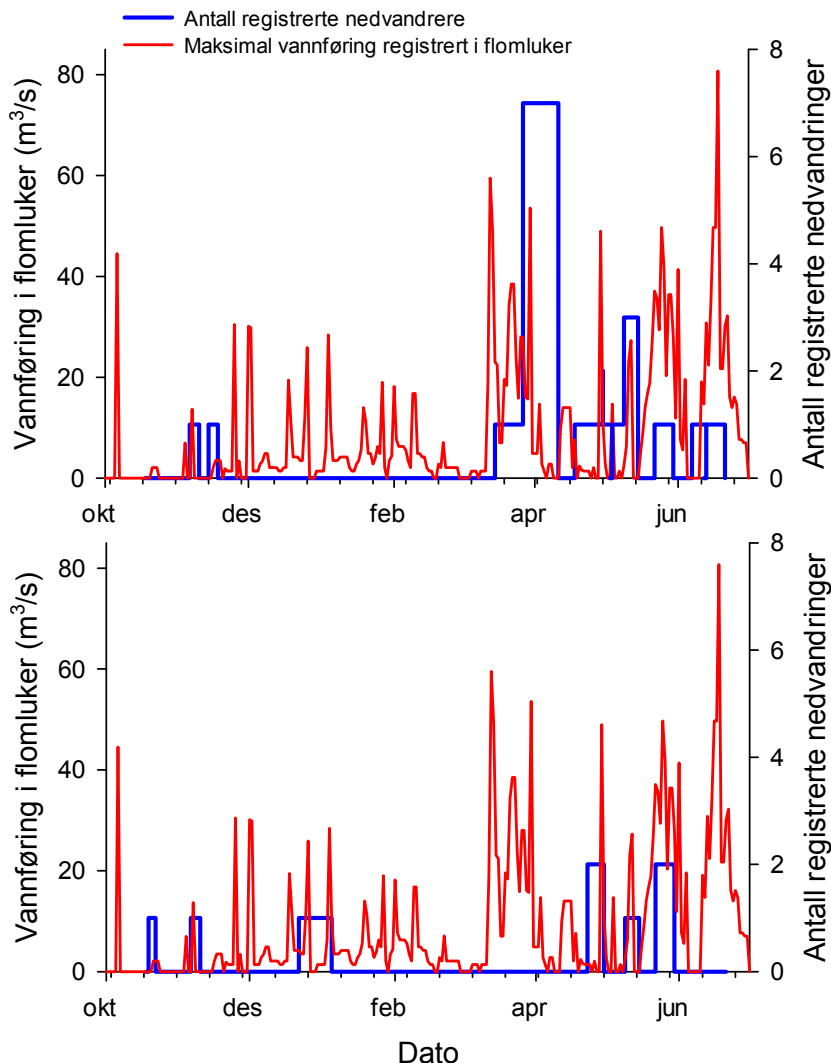 Antall registrerte nedvandrere
Maksimal vannføring registrert i flomluker
Vannføring i flomluker (m³/s)
80
60
40
20
0
8
6
4
2
0
Antall registrerte nedvandringer
okt des feb apr jun
Vannføring i flomluker (m³/s)
80
60
40
20
0
8
6
4
2
0
Antall registrerte nedvandringer
okt des feb apr jun
Dato